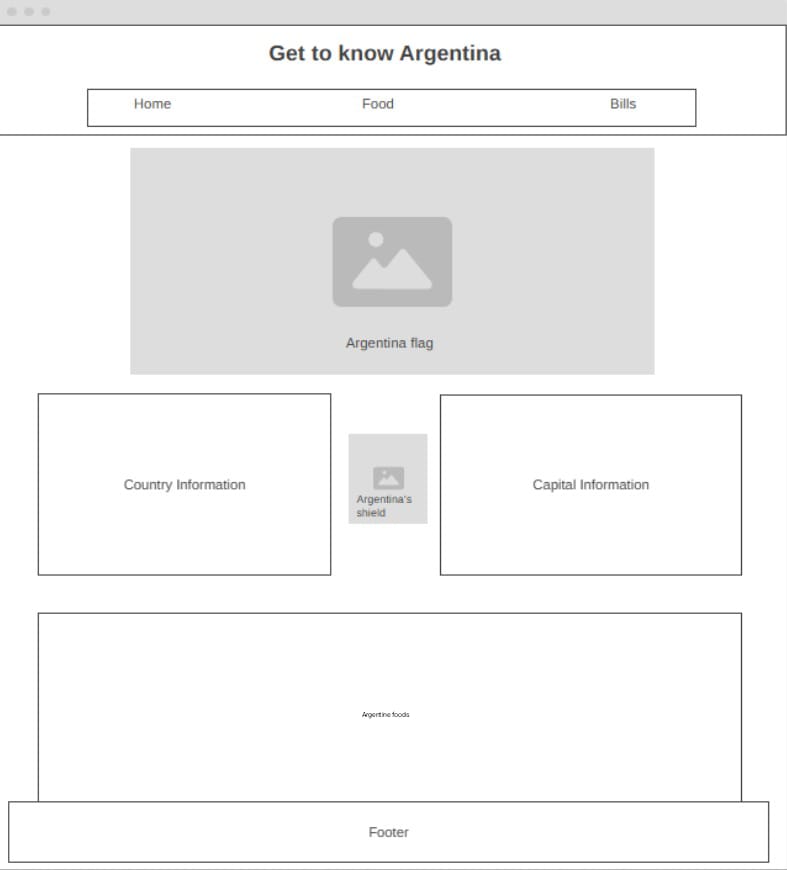 Get to know Argentina
Home Food Bills
Argentina flag
Country Information
Argentina's
shield
Capital Information
Argentine foods
Footer